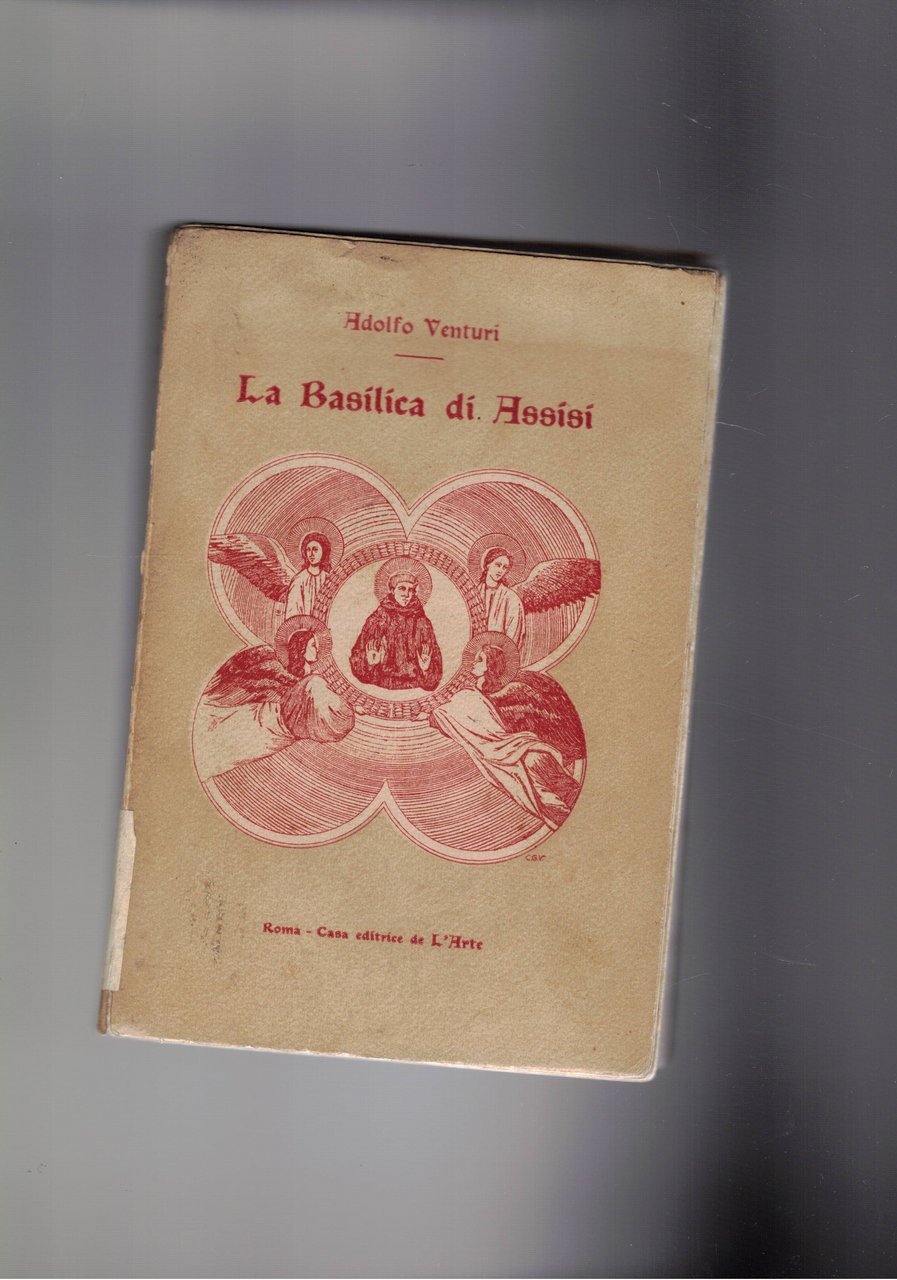 Adolfo Venturi
La Basilica di Assisi
C.G.V.
Roma - Casa editrice de L'Arte